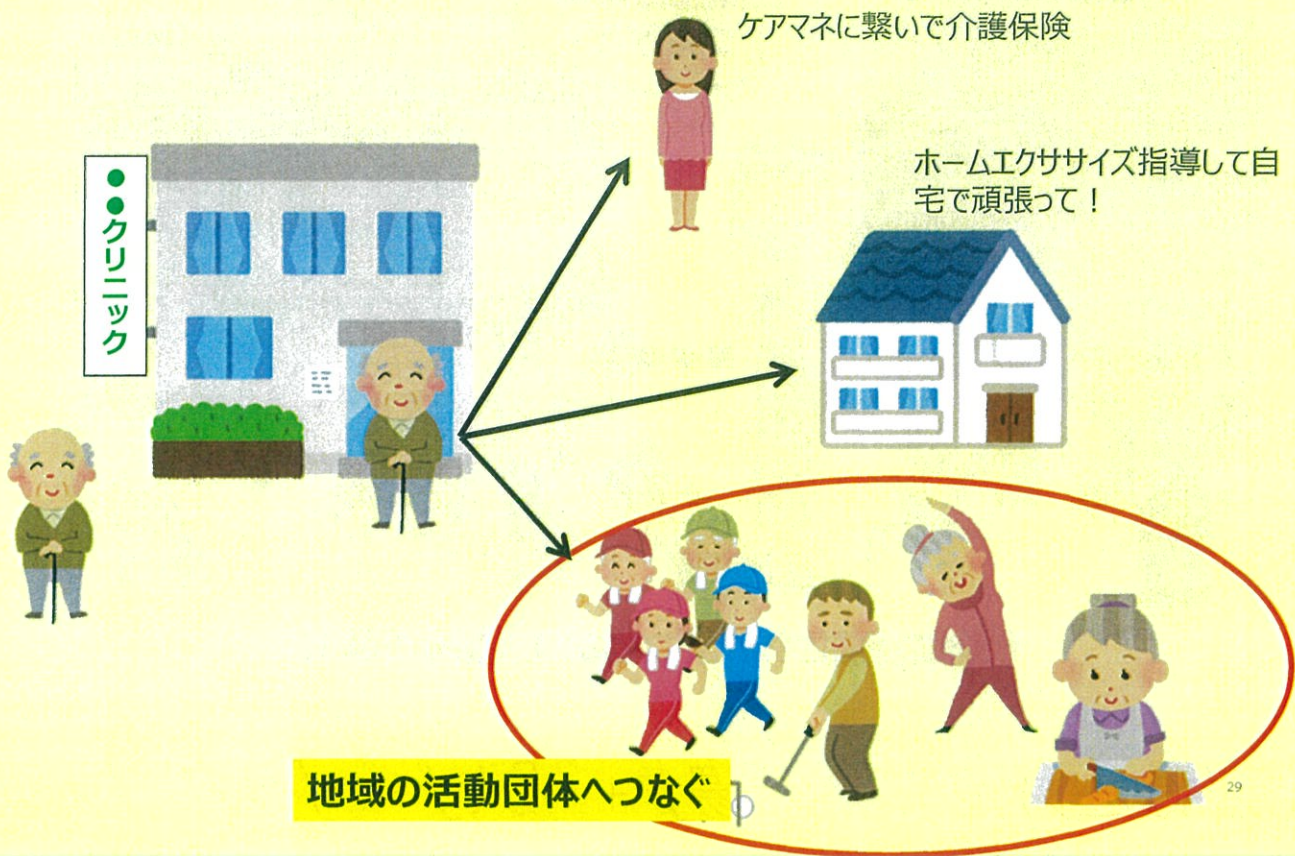 ケアマネに繋いで介護保険
ホームエクササイズ指導して自
宅で頑張って！
●●クリニック
地域の活動団体へつなぐ
29